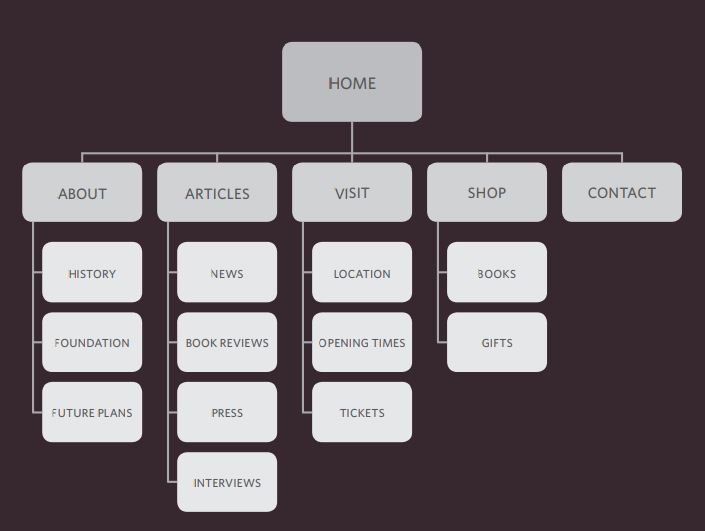 HOME
ABOUT
ARTICLES
VISIT
SHOP
CONTACT
HISTORY
NEWS
LOCATION
BOOKS
FOUNDATION
BOOK REVIEWS
OPENING TIMES
GIFTS
FUTURE PLANS
PRESS
TICKETS
INTERVIEWS